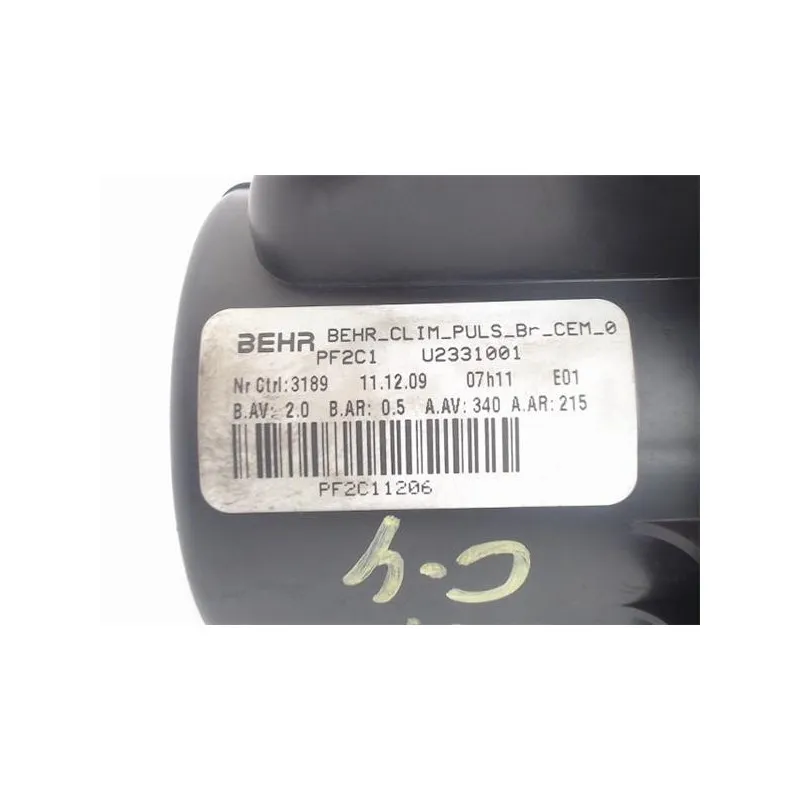 BEHR BEHR_CLIM_PULS_Br_CEM_0
PF2C1 U2331001
Nr Ctrl:3189 11.12.09 07h11 E01
B.AV: 2.0 B.AR: 0.5 A.AV: 340 A.AR: 215
PF2C11206
C-4